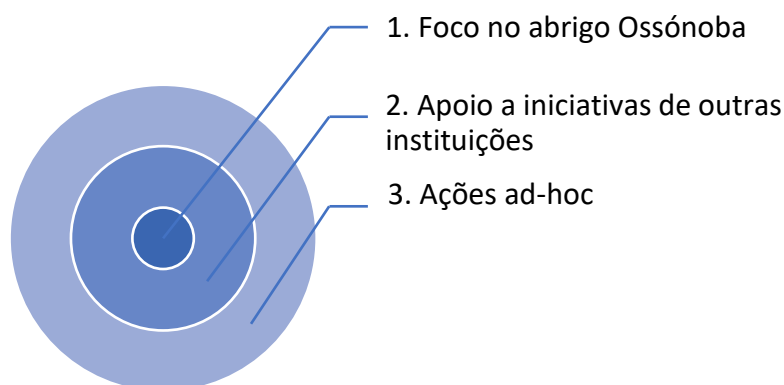 1. Foco no abrigo Ossónoba
2. Apoio a iniciativas de outras
instituições
3. Ações ad-hoc